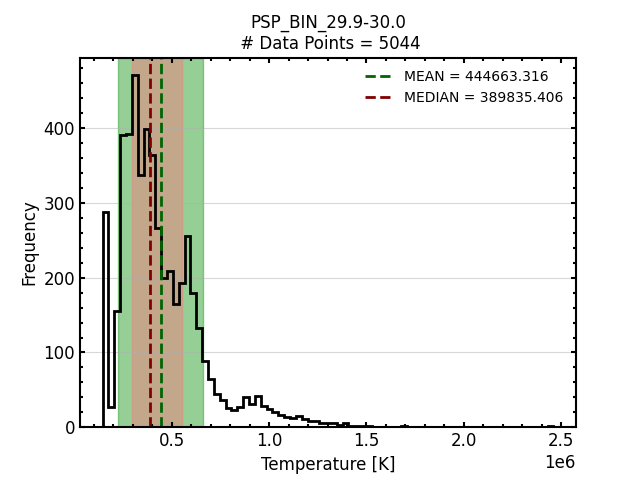 PSP_BIN_29.9-30.0
# Data Points = 5044
MEAN = 444663.316
MEDIAN = 389835.406
Frequency
400
300
200
100
0
0.5 1.0 1.5 2.0 2.5
1e6
Temperature [K]